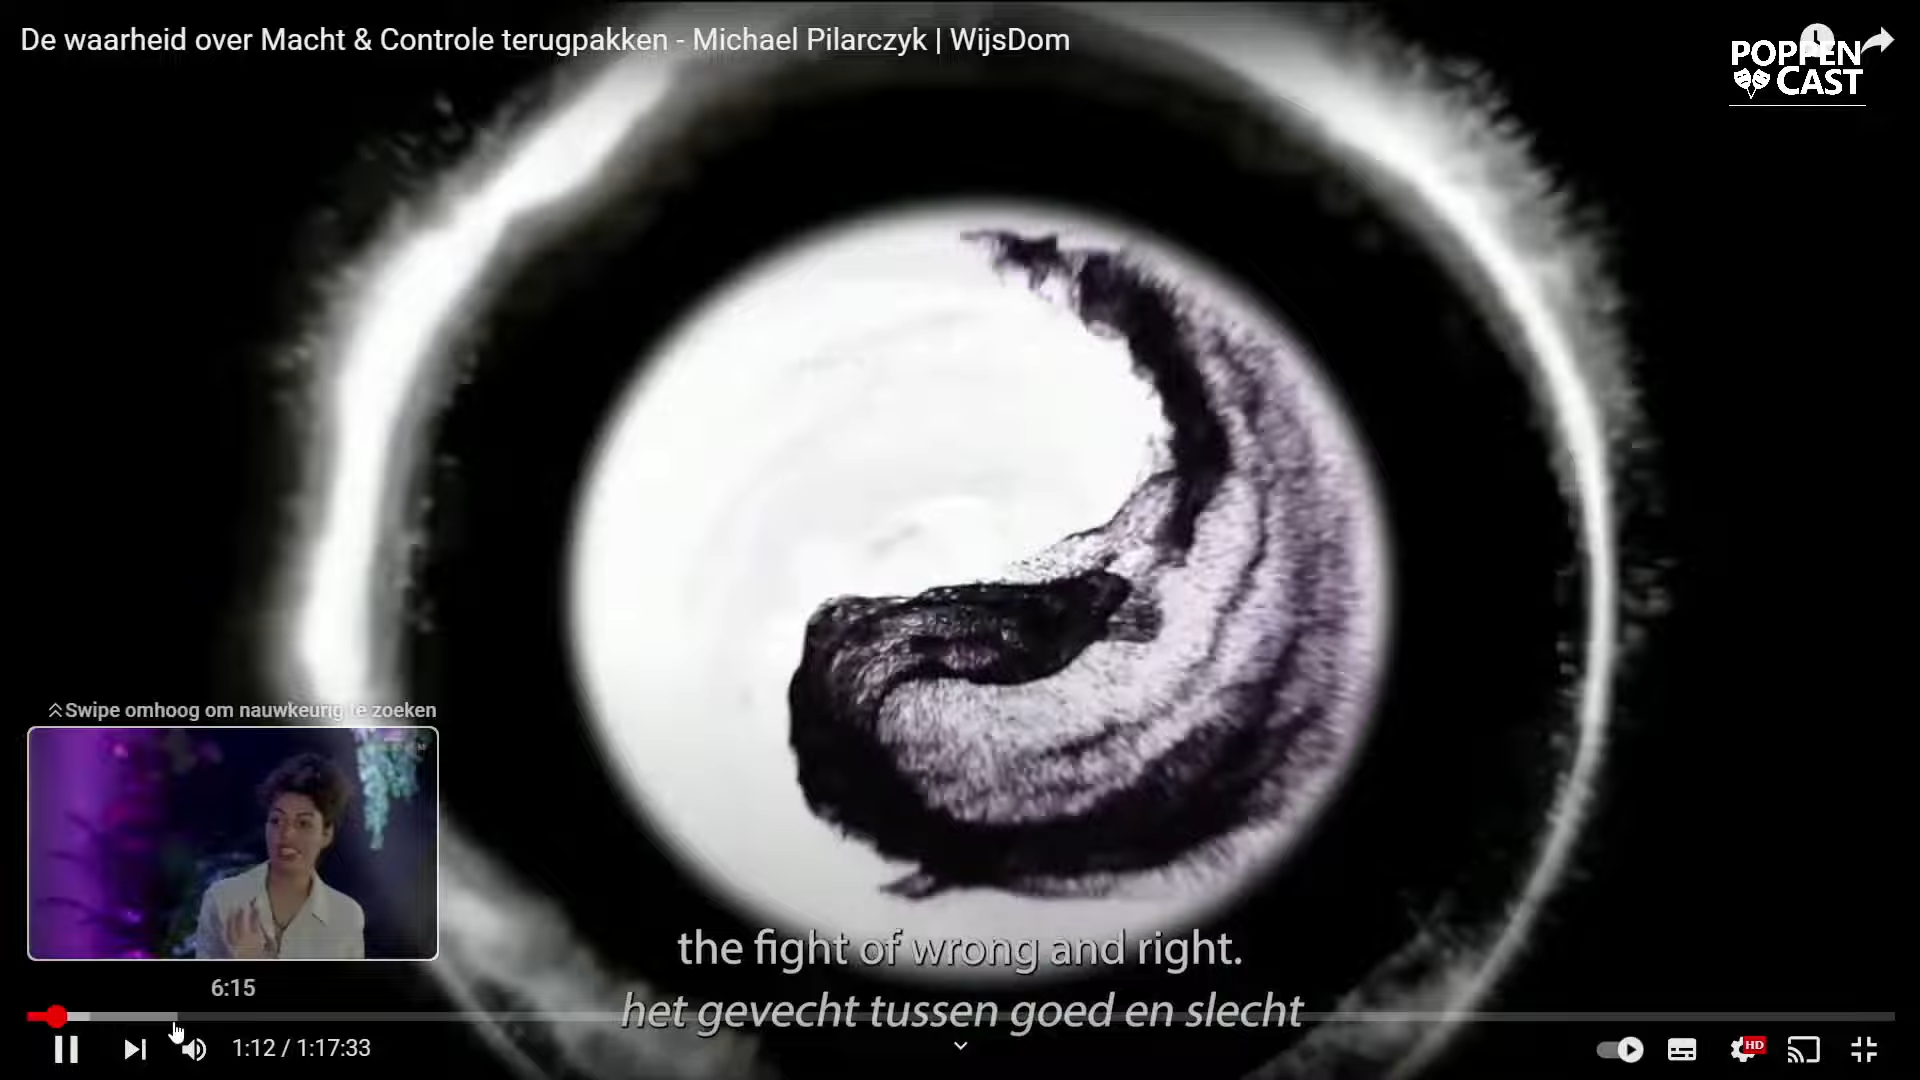 De waarheid over Macht & Controle terugpakken - Michael Pilarczyk | WijsDom
POPPEN
CAST
Swipe omhoog om nauwkeurig te zoeken
6:15
the fight of wrong and right.
het gevecht tussen goed en slecht
1:12 / 1:17:33
HD